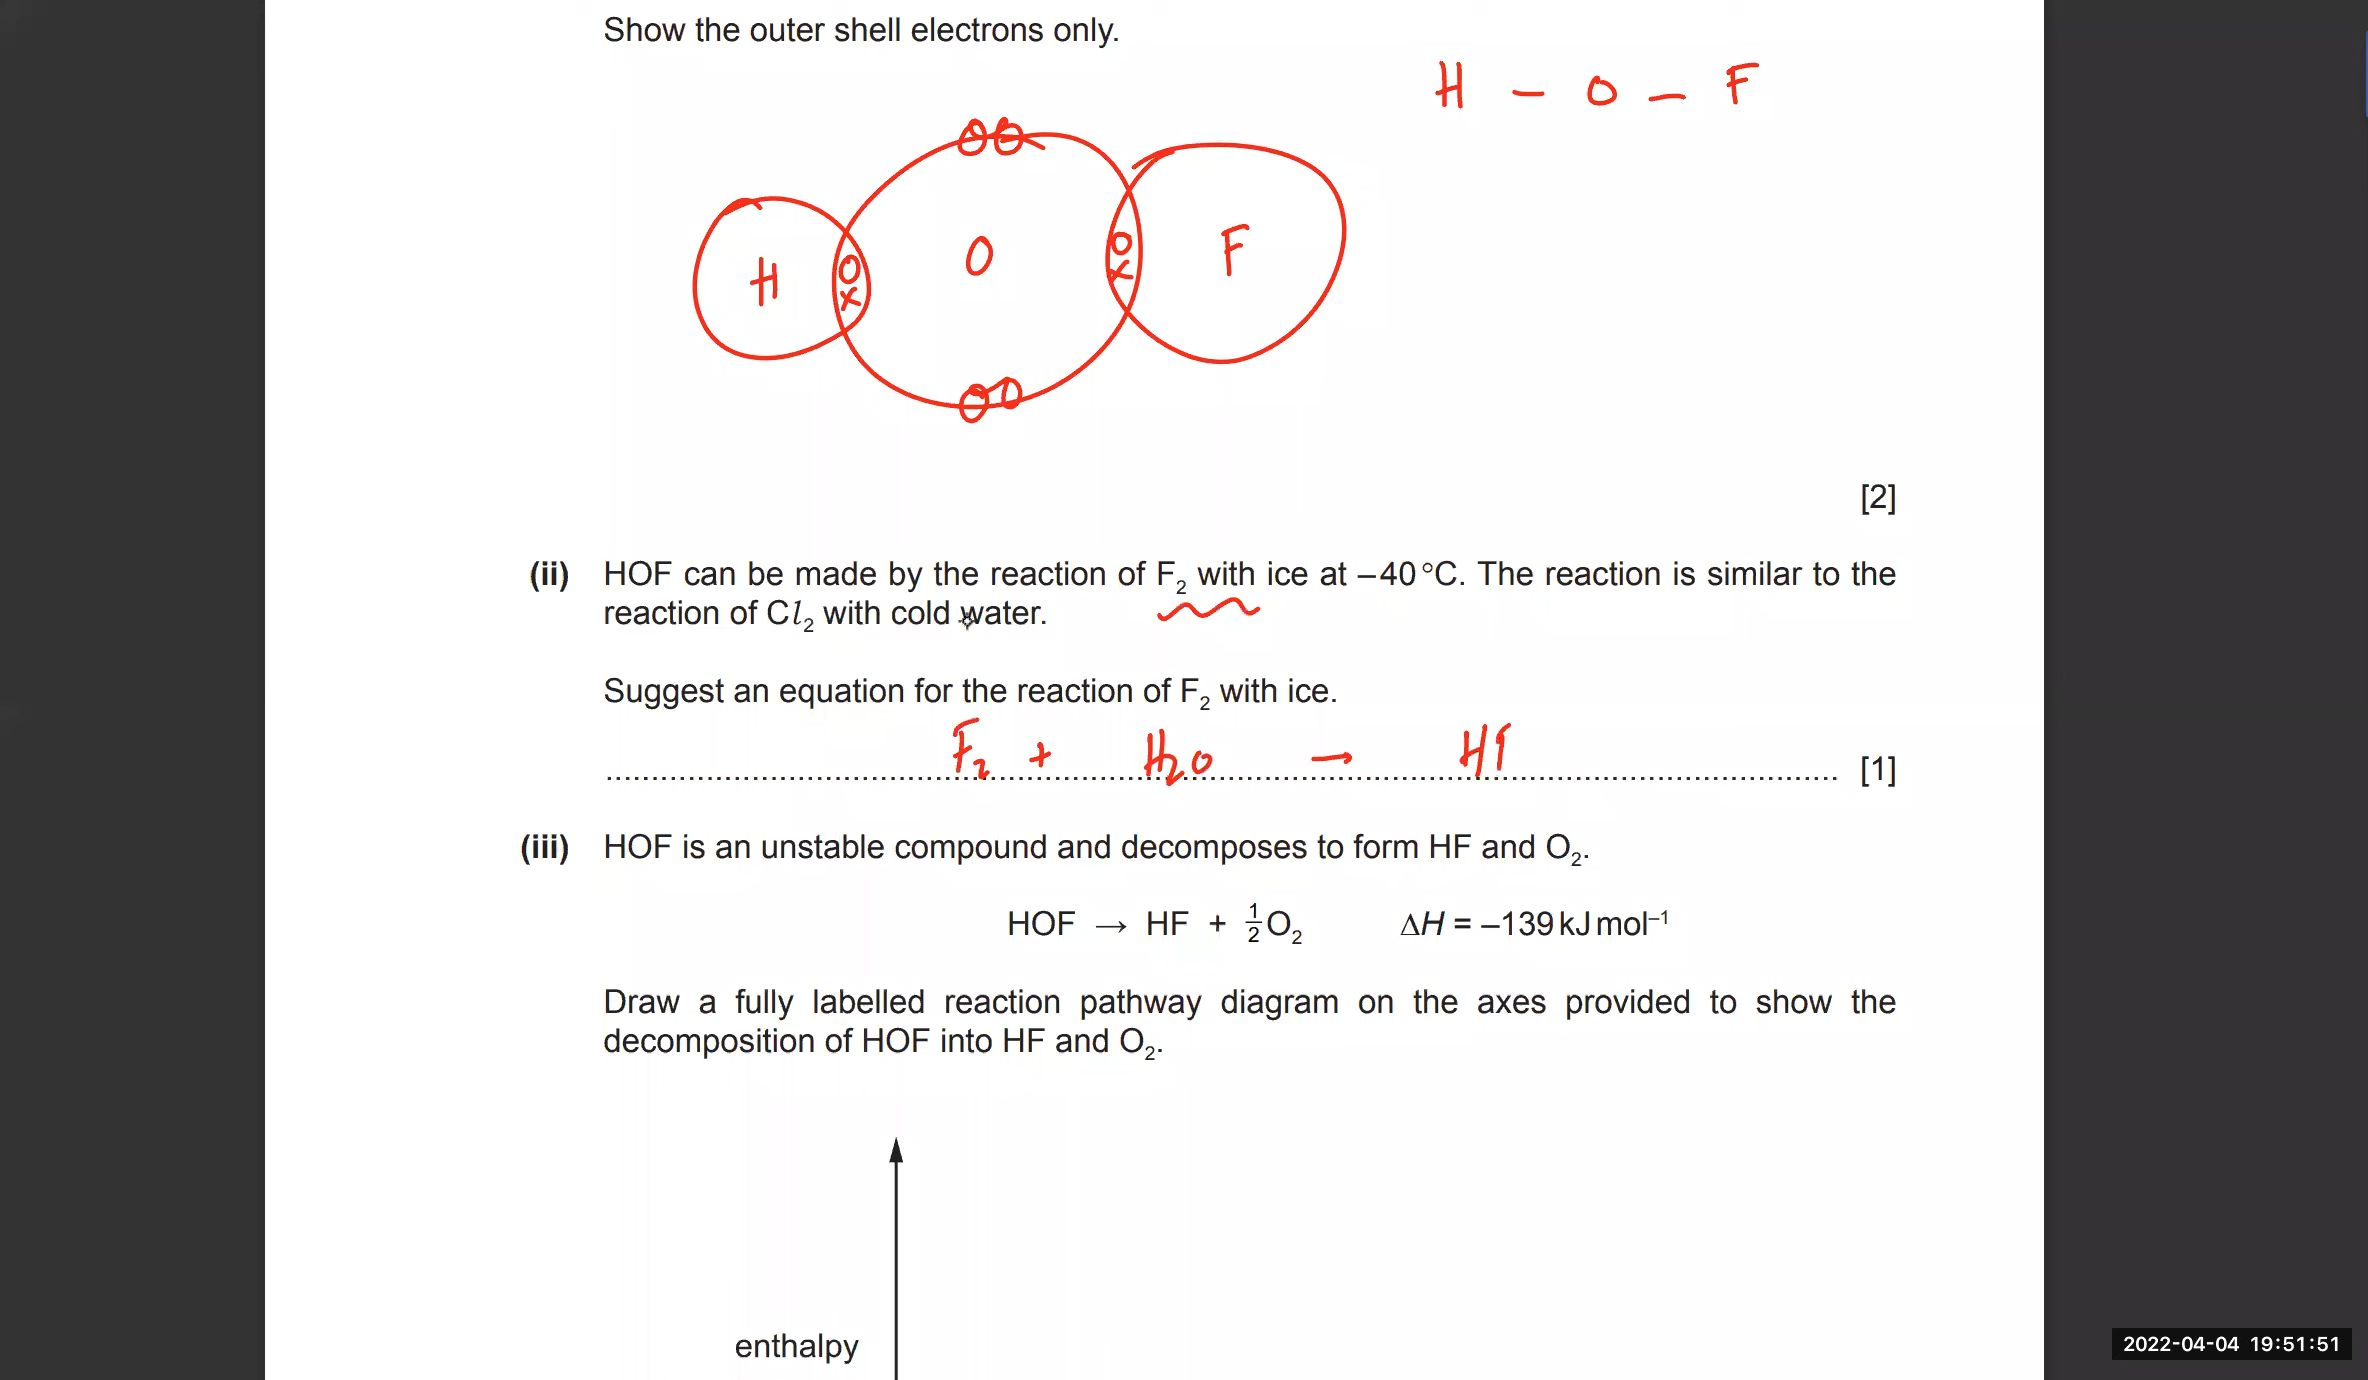 Show the outer shell electrons only.
H – O – F
H O F
[2]
(ii) HOF can be made by the reaction of F₂ with ice at –40 °C. The reaction is similar to the
reaction of Cl₂ with cold water.
Suggest an equation for the reaction of F₂ with ice.
F₂ + H₂O → HF
[1]
(iii) HOF is an unstable compound and decomposes to form HF and O₂.
HOF → HF + ½O₂ ΔH = –139 kJ mol⁻¹
Draw a fully labelled reaction pathway diagram on the axes provided to show the
decomposition of HOF into HF and O₂.
enthalpy
2022-04-04 19:51:51